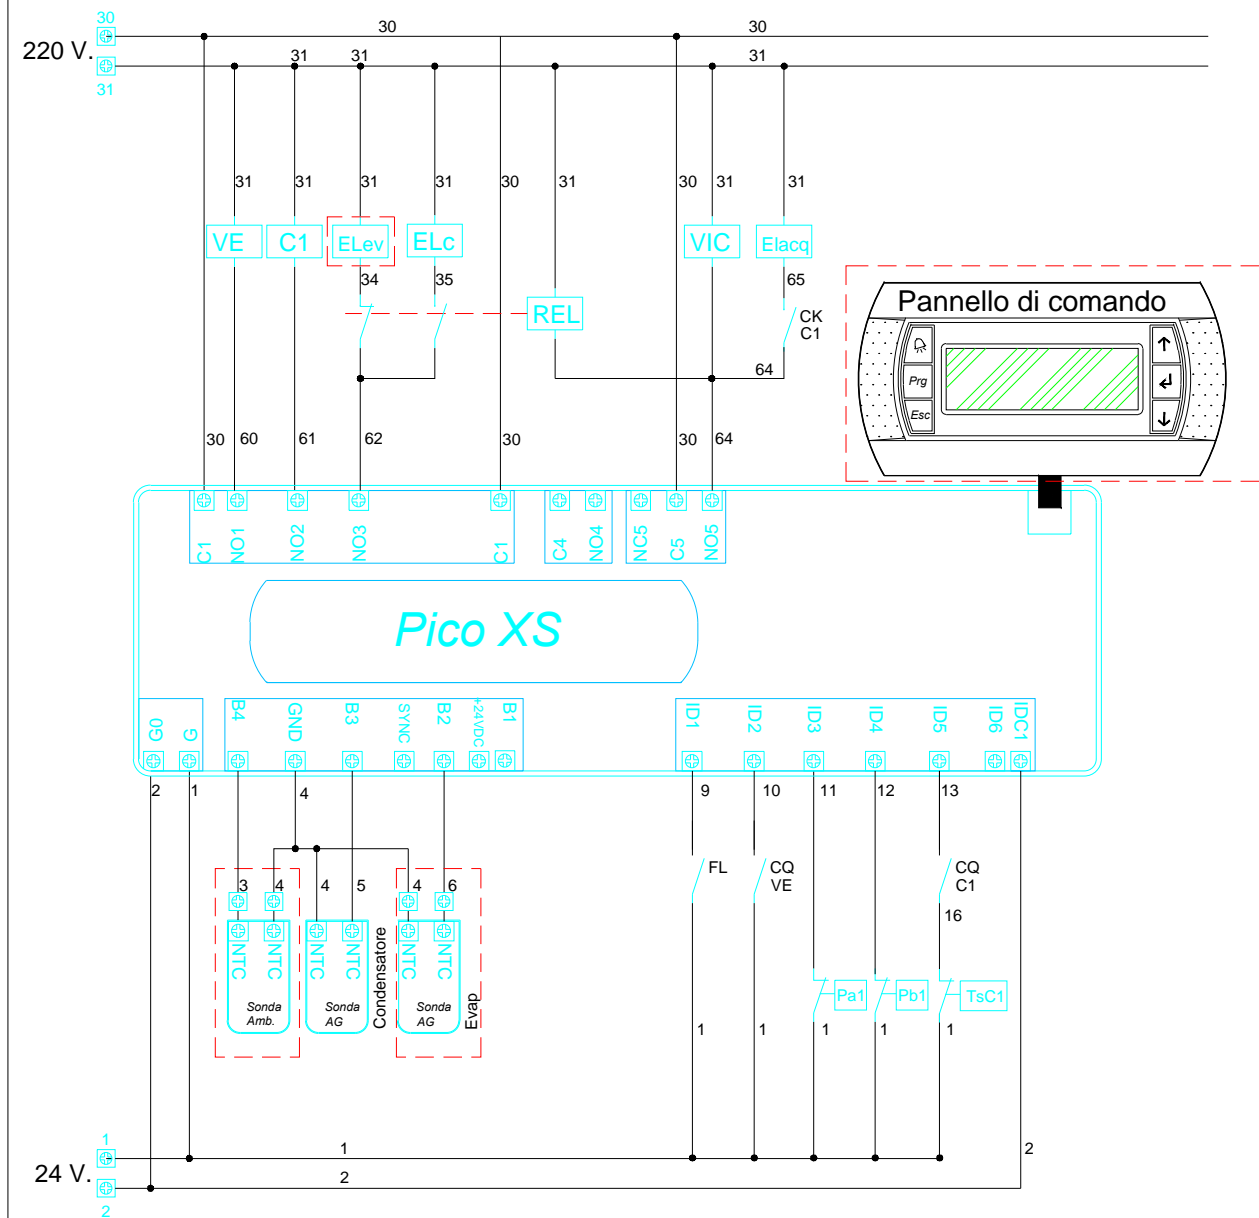 30
30
30
220 V.
31
31
31
31
31
31
31
31
30
31
30
31
31
VE
C1
ELev
ELc
VIC
Elacq
34
35
65
REL
CK
C1
64
Pannello di comando
Prg
Esc
30
60
61
62
30
30
64
C1
NO1
NO2
NO3
C1
C4
NO4
NC5
C5
NO5
Pico XS
G0
G
B4
GND
B3
SYNC
B2
+24VDC
B1
ID1
ID2
ID3
ID4
ID5
ID6
IDC1
2
1
4
9
10
11
12
13
FL
CQ
VE
CQ
C1
3
4
4
5
4
6
16
NTC
NTC
NTC
NTC
NTC
NTC
Sonda
Amb.
Sonda
AG
Condensatore
Sonda
AG
Evap
Pa1
Pb1
TsC1
1
1
1
1
1
1
1
2
24 V.
2
2